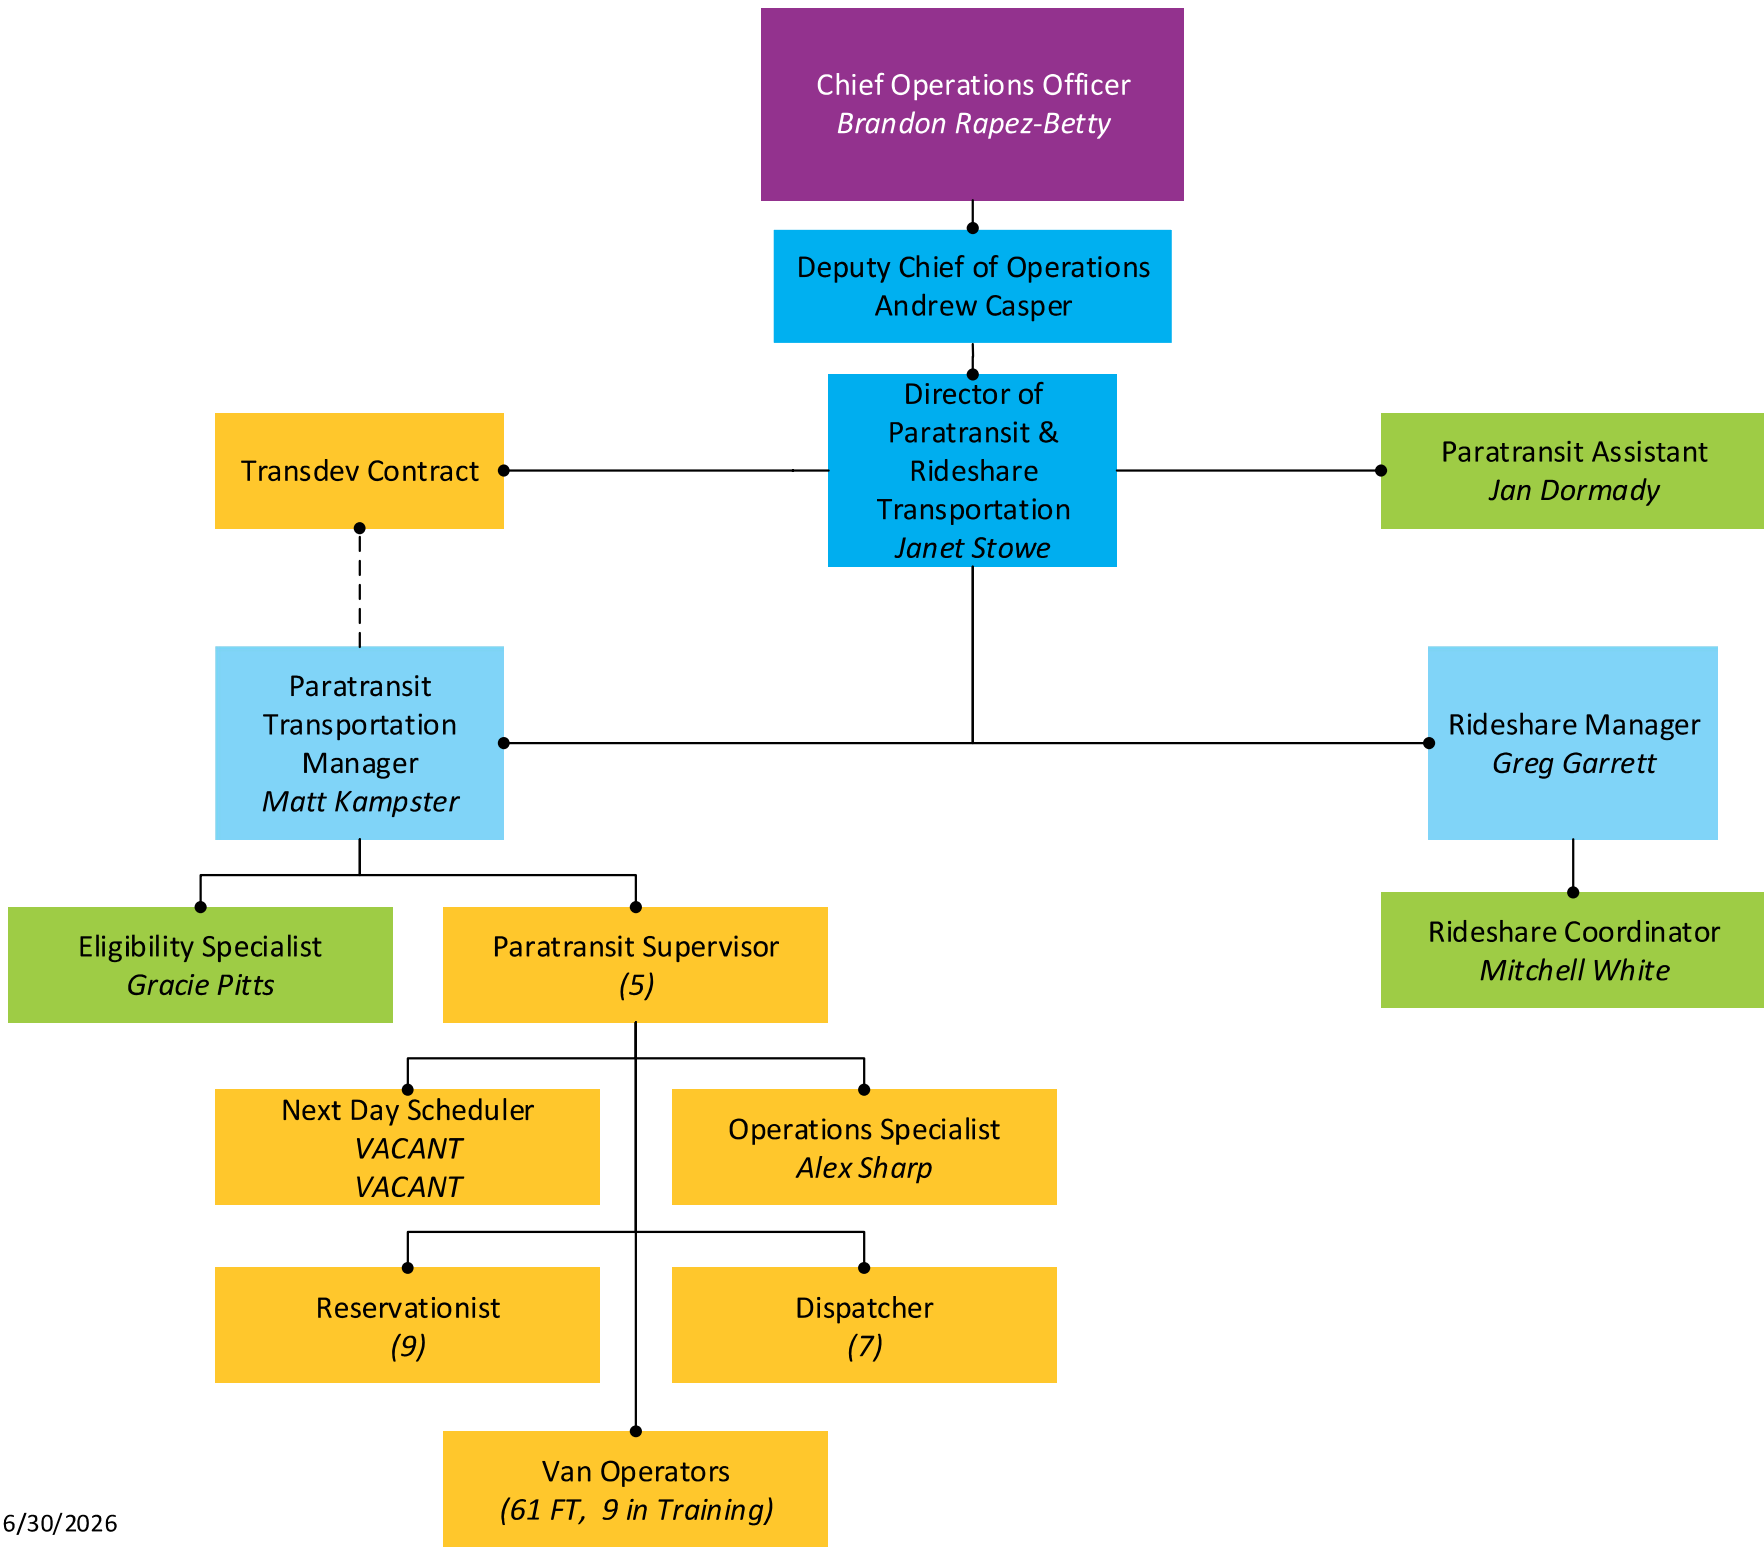 Chief Operations Officer
Brandon Rapez-Betty
Deputy Chief of Operations
Andrew Casper
Director of
Paratransit &
Rideshare
Transportation
Janet Stowe
Transdev Contract
Paratransit Assistant
Jan Dormady
Paratransit
Transportation
Manager
Matt Kampster
Rideshare Manager
Greg Garrett
Eligibility Specialist
Gracie Pitts
Paratransit Supervisor
(5)
Rideshare Coordinator
Mitchell White
Next Day Scheduler
VACANT
VACANT
Operations Specialist
Alex Sharp
Reservationist
(9)
Dispatcher
(7)
Van Operators
(61 FT,  9 in Training)
6/30/2026